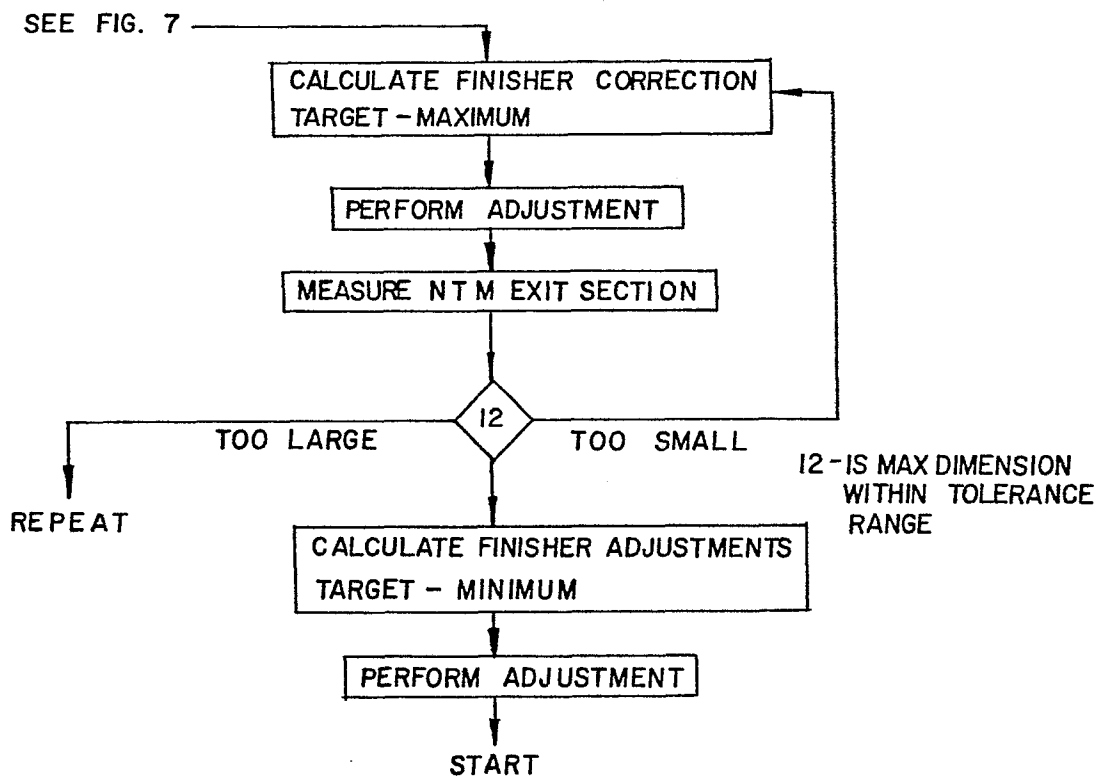 SEE FIG. 7
CALCULATE FINISHER CORRECTION
TARGET - MAXIMUM
PERFORM ADJUSTMENT
MEASURE NTM EXIT SECTION
12
TOO LARGE
TOO SMALL
12-IS MAX DIMENSION
WITHIN TOLERANCE
RANGE
REPEAT
CALCULATE FINISHER ADJUSTMENTS
TARGET - MINIMUM
PERFORM ADJUSTMENT
START